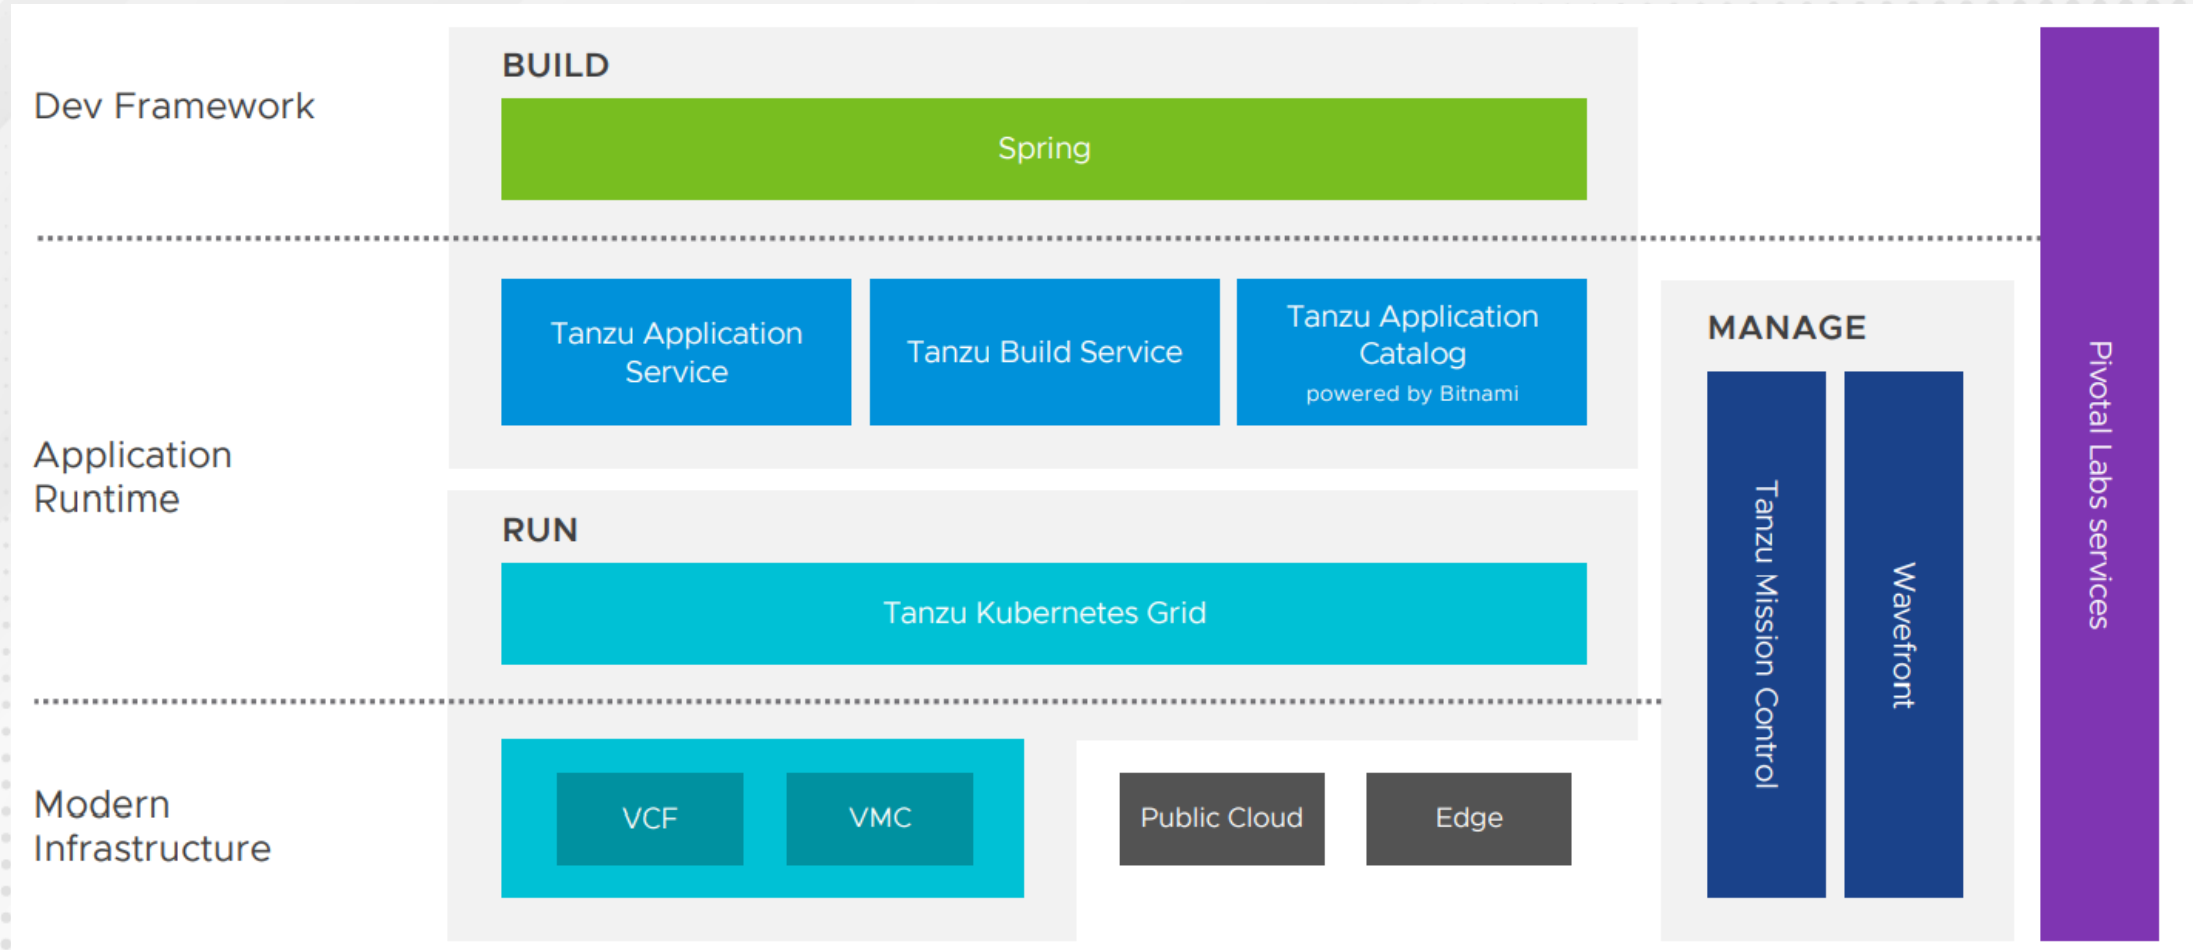 Dev Framework
BUILD
Spring
Tanzu Application
Service
Tanzu Build Service
Tanzu Application
Catalog
powered by Bitnami
Application
Runtime
RUN
Tanzu Kubernetes Grid
Modern
Infrastructure
VCF
VMC
Public Cloud
Edge
MANAGE
Tanzu Mission Control
Wavefront
Pivotal Labs services